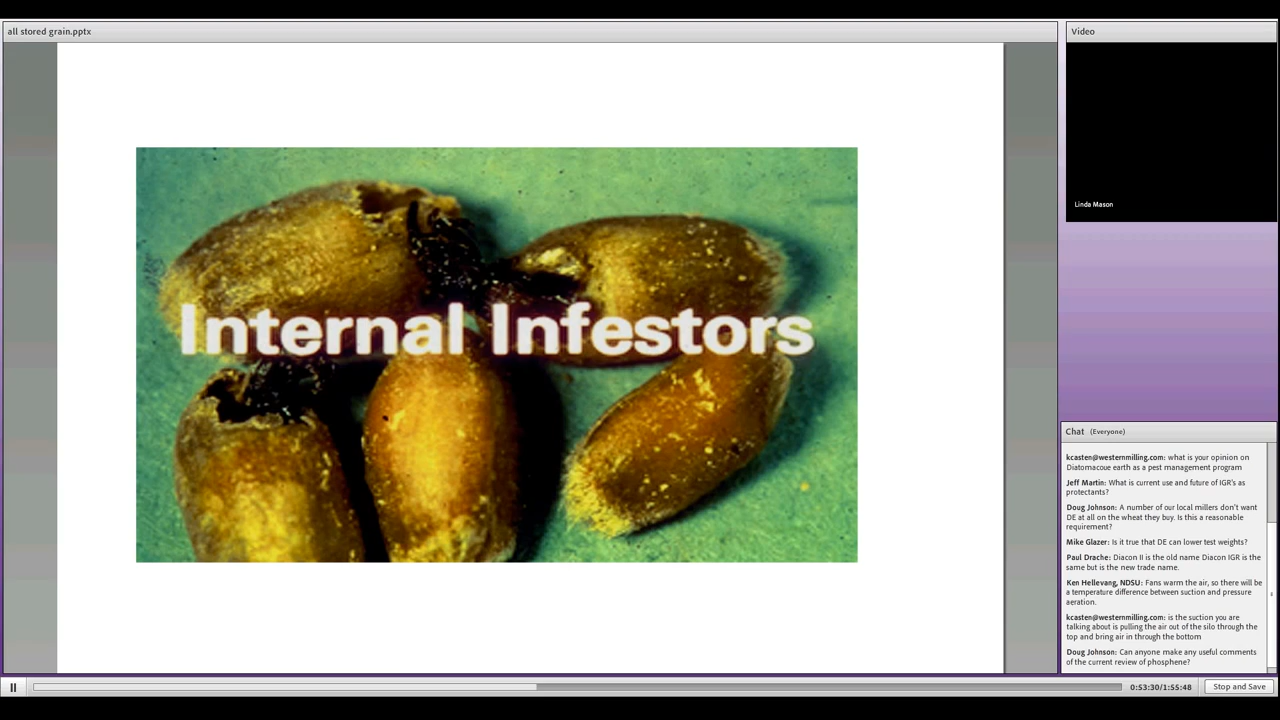 all stored grain.pptx
Internal Infestors
Video
Linda Mason
Chat (Everyone)
kcasten@westernmilling.com: what is your opinion on
Diatomacoue earth as a pest management program
Jeff Martin: What is current use and future of IGR's as
protectants?
Doug Johnson: A number of our local millers don't want
DE at all on the wheat they buy. Is this a reasonable
requirement?
Mike Glazer: Is it true that DE can lower test weights?
Paul Drache: Diacon II is the old name Diacon IGR is the
same but is the new trade name.
Ken Hellevang, NDSU: Fans warm the air, so there will be
a temperature difference between suction and pressure
aeration.
kcasten@westernmilling.com: is the suction you are
talking about is pulling the air out of the silo through the
top and bring air in through the bottom
Doug Johnson: Can anyone make any useful comments
of the current review of phosphene?
0:53:30/1:55:48
Stop and Save